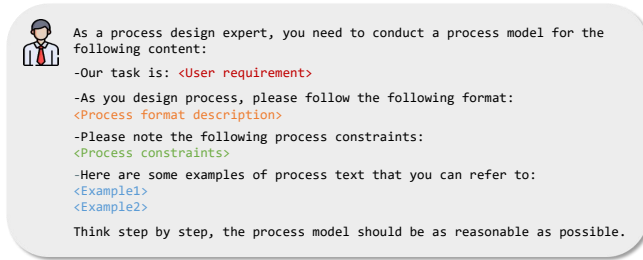 As a process design expert, you need to conduct a process model for the
following content:
-Our task is: <User requirement>
-As you design process, please follow the following format:
<Process format description>
-Please note the following process constraints:
<Process constraints>
-Here are some examples of process text that you can refer to:
<Example1>
<Example2>
Think step by step, the process model should be as reasonable as possible.